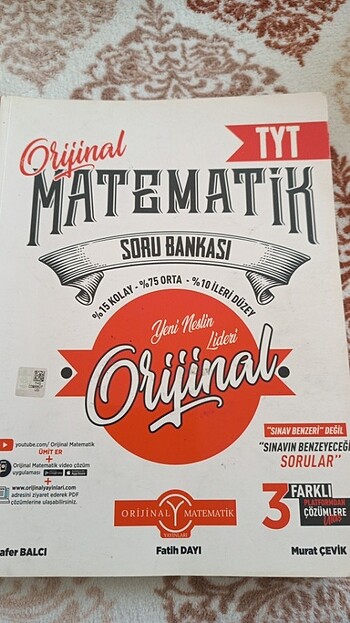 TYT
Orijinal
MATEMATİK
SORU BANKASI
%15 KOLAY - %75 ORTA - %10 İLERİ DÜZEY
Yeni Neslin
Lideri
Orijinal
"SINAV BENZERİ" DEĞİL
"SINAVIN BENZEYECEĞİ
SORULAR"
youtube.com/ Orijinal Matematik
ÜMİT ER
+
Orijinal Matematik video çözüm
uygulaması
+
www.orijinalyayinlari.com
adresini ziyaret ederek PDF
çözümlerine ulaşabilirsiniz.
ORİJİNAL MATEMATİK
YAYINLARI
3 FARKLI
PLATFORMDAN
ÇÖZÜMLERE
Ulaş
afer BALCI
Fatih DAYI
Murat ÇEVİK